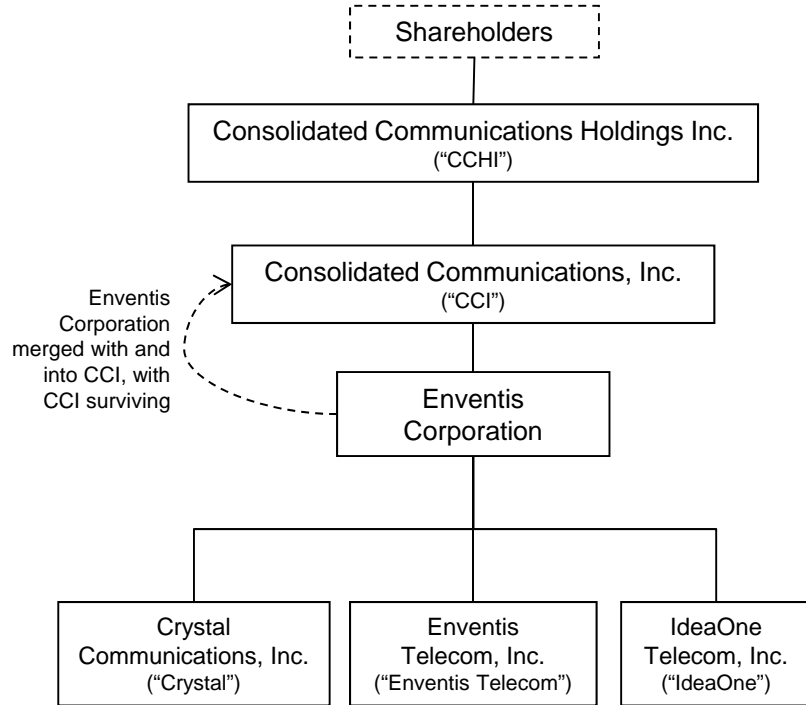 Shareholders
Consolidated Communications Holdings Inc.
(“CCHI”)
Consolidated Communications, Inc.
(“CCI”)
Enventis
Corporation
merged with and
into CCI, with
CCI surviving
Enventis
Corporation
Crystal
Communications, Inc.
(“Crystal”)
Enventis
Telecom, Inc.
(“Enventis Telecom”)
IdeaOne
Telecom, Inc.
(“IdeaOne”)